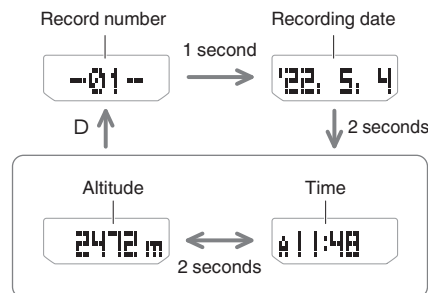 Record number
Recording date
1 second
-01--
'22. 5. 4
D
2 seconds
Altitude
Time
2472 m
A11:48
2 seconds